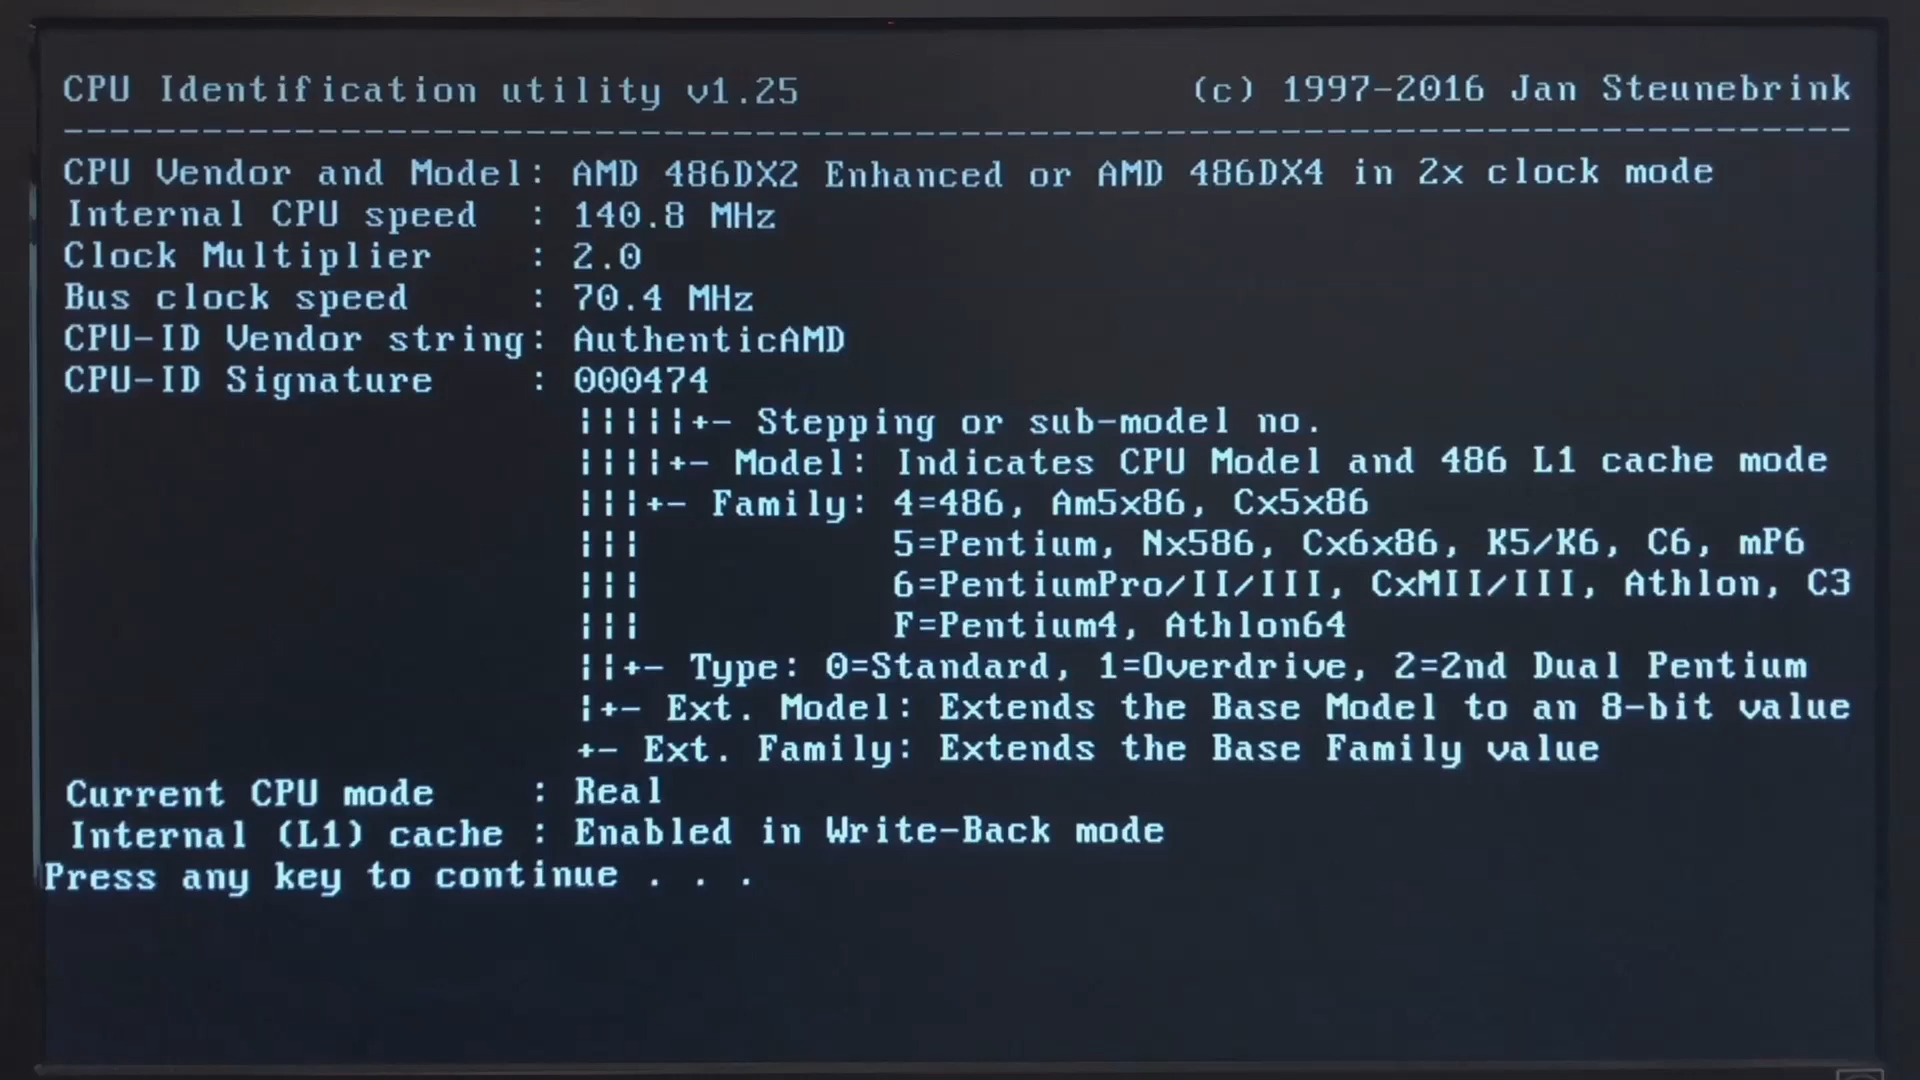 CPU Identification utility v1.25 (c) 1997-2016 Jan Steunebrink
--------------------------------------------------------------------------------
CPU Vendor and Model: AMD 486DX2 Enhanced or AMD 486DX4 in 2x clock mode
Internal CPU speed : 140.8 MHz
Clock Multiplier : 2.0
Bus clock speed : 70.4 MHz
CPU-ID Vendor string: AuthenticAMD
CPU-ID Signature : 000474
|||||+- Stepping or sub-model no.
||||+- Model: Indicates CPU Model and 486 L1 cache mode
|||+- Family: 4=486, Am5x86, Cx5x86
||| 5=Pentium, Nx586, Cx6x86, K5/K6, C6, mP6
||| 6=PentiumPro/II/III, CxMII/III, Athlon, C3
||| F=Pentium4, Athlon64
||+- Type: 0=Standard, 1=Overdrive, 2=2nd Dual Pentium
|+- Ext. Model: Extends the Base Model to an 8-bit value
+- Ext. Family: Extends the Base Family value
Current CPU mode : Real
Internal (L1) cache : Enabled in Write-Back mode
Press any key to continue . . .